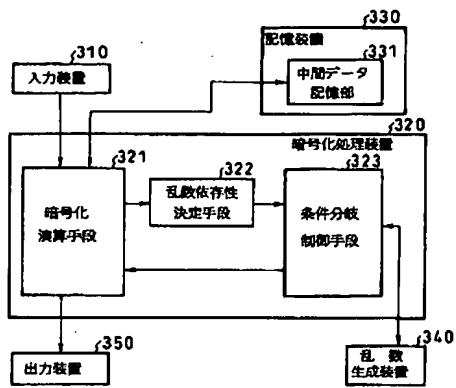 330
記憶装置
331
中間データ
記憶部
310
入力装置
320
暗号化処理装置
321
暗号化
演算手段
322
乱数依存性
決定手段
323
条件分岐
制御手段
350
出力装置
340
乱数
生成装置